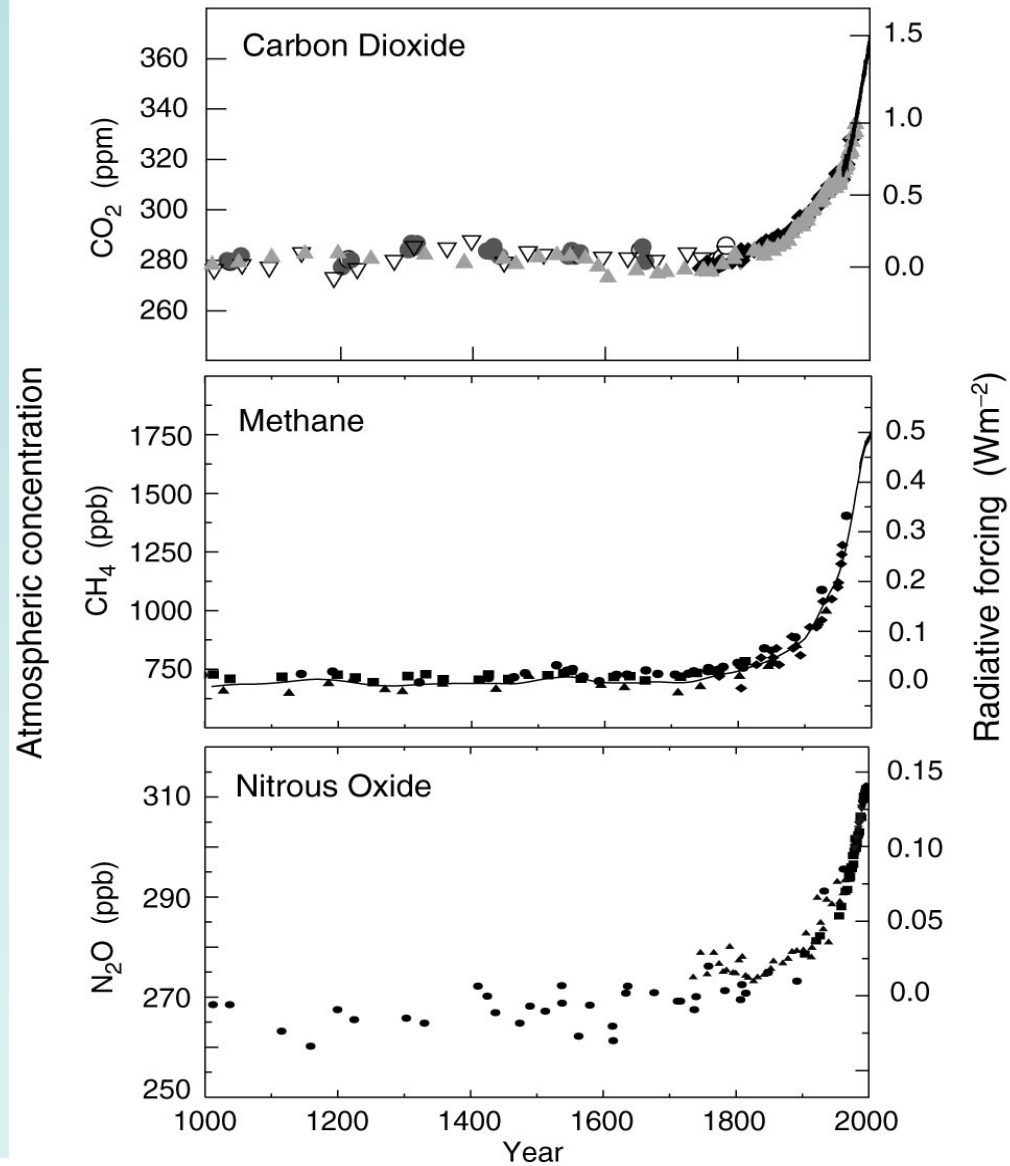 Atmospheric concentration
Radiative forcing (Wm⁻²)
Carbon Dioxide
CO₂ (ppm)
360
340
320
300
280
260
1.5
1.0
0.5
0.0
Methane
CH₄ (ppb)
1750
1500
1250
1000
750
0.5
0.4
0.3
0.2
0.1
0.0
Nitrous Oxide
N₂O (ppb)
310
290
270
250
0.15
0.10
0.05
0.0
1000 1200 1400 1600 1800 2000
Year